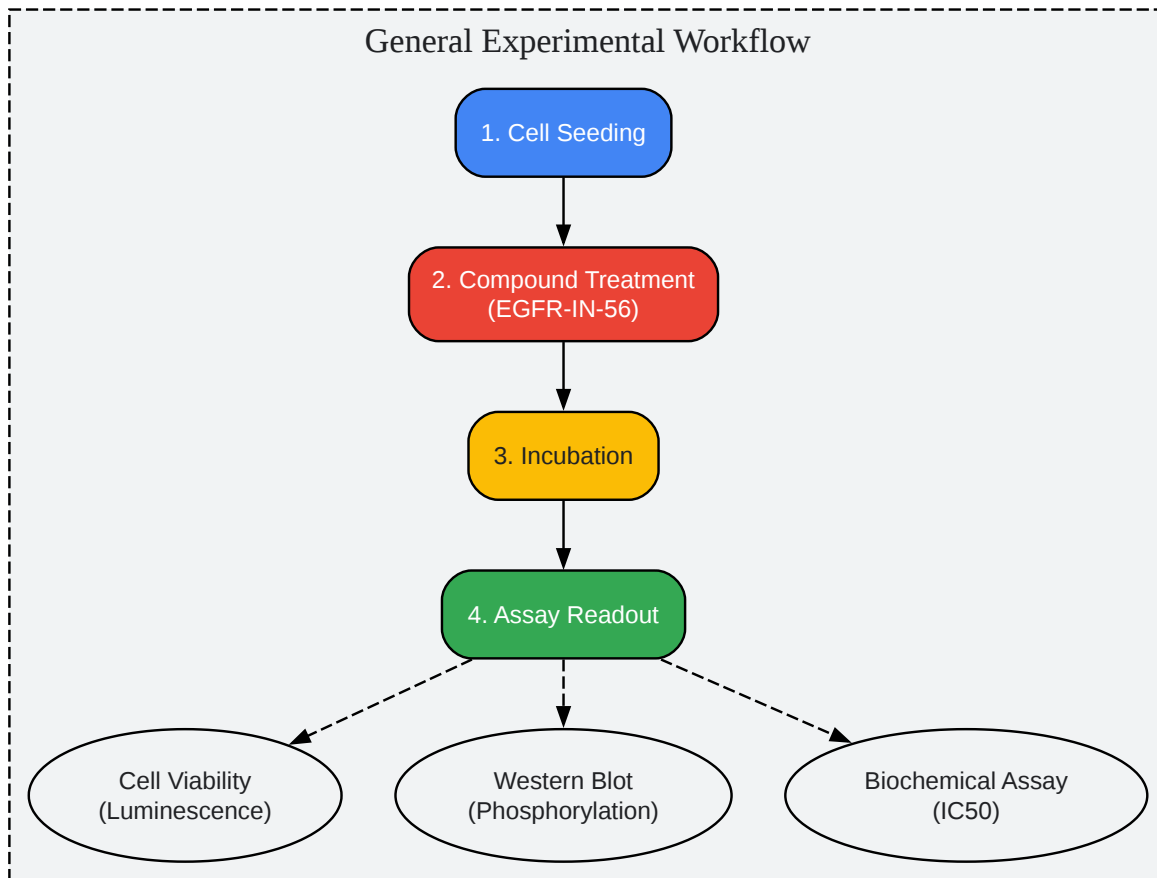 General Experimental Workflow
1. Cell Seeding
2. Compound Treatment
(EGFR-IN-56)
3. Incubation
4. Assay Readout
Cell Viability
(Luminescence)
Western Blot
(Phosphorylation)
Biochemical Assay
(IC50)